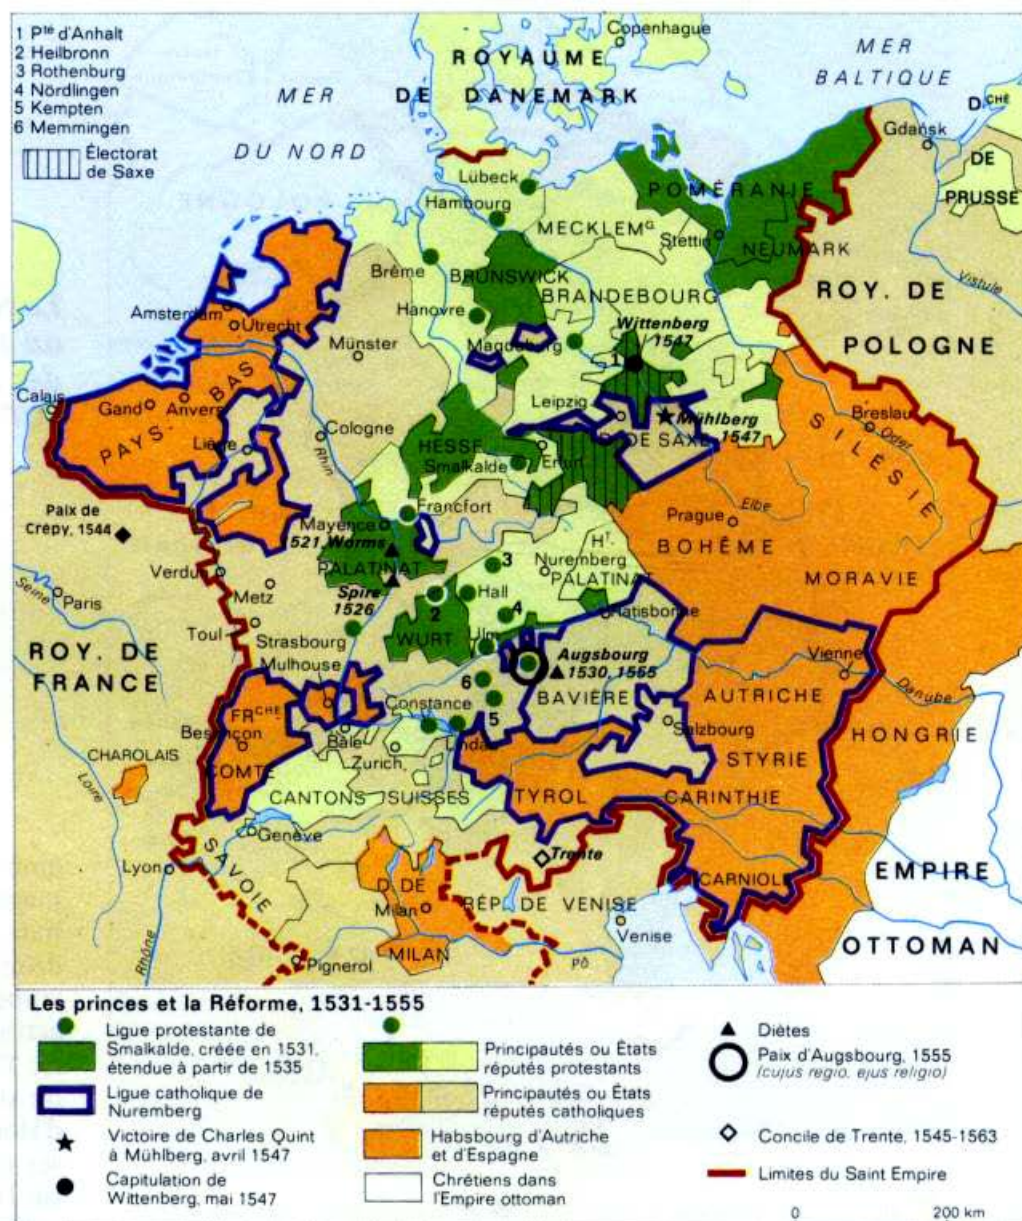 1 Pté d'Anhalt
2 Heilbronn
3 Rothenburg
4 Nördlingen
5 Kempten
6 Memmingen
Électorat
de Saxe
Copenhague
ROYAUME
DE DANEMARK
MER
BALTIQUE
MER
DU NORD
DCHÉ
DE
PRUSSE
Gdańsk
Lübeck
Hambourg
POMÉRANIE
MECKLEMG.
Stettin
NEUMARK
Brême
BRUNSWICK
BRANDEBOURG
ROY. DE
POLOGNE
Vistule
Hanovre
Amsterdam
Utrecht
Münster
Magdeburg
Wittenberg
1547
1
Calais
Gand
Anvers
PAYS-BAS
Liège
Cologne
Rhin
Leipzig
Mühlberg
1547
D. DE SAXE
Breslau
Oder
SILÉSIE
HESSE
Smalkalde
Erfurt
Elbe
Prague
BOHÊME
MORAVIE
Paix de
Crépy, 1544
Francfort
Mayence
1521, Worms
PALATINAT
Spire
1526
3
Nuremberg
HT.
PALATINAT
Hall
2
4
Verdun
Metz
Seine
Paris
Toul
Strasbourg
WURT.
Ulm
Ratisbonne
ROY. DE
FRANCE
Mulhouse
Augsbourg
1530, 1555
BAVIÈRE
6
5
Vienne
Danube
AUTRICHE
HONGRIE
FRCHE
COMTÉ
Besançon
Bâle
Constance
Lindau
Zurich
Salzbourg
STYRIE
CHAROLAIS
Loire
CANTONS SUISSES
TYROL
CARINTHIE
Genève
SAVOIE
Lyon
Rhône
Trente
CARNIOLE
EMPIRE
OTTOMAN
D. DE
Milan
MILAN
RÉP. DE VENISE
Venise
Pignerol
PÔ
Les princes et la Réforme, 1531-1555
Ligue protestante de
Smalkalde, créée en 1531,
étendue à partir de 1535
Ligue catholique de
Nuremberg
Victoire de Charles Quint
à Mühlberg, avril 1547
Capitulation de
Wittenberg, mai 1547
Principautés ou États
réputés protestants
Principautés ou États
réputés catholiques
Habsbourg d'Autriche
et d'Espagne
Chrétiens dans
l'Empire ottoman
Diètes
Paix d'Augsbourg, 1555
(cujus regio, ejus religio)
Concile de Trente, 1545-1563
Limites du Saint Empire
0 200 km